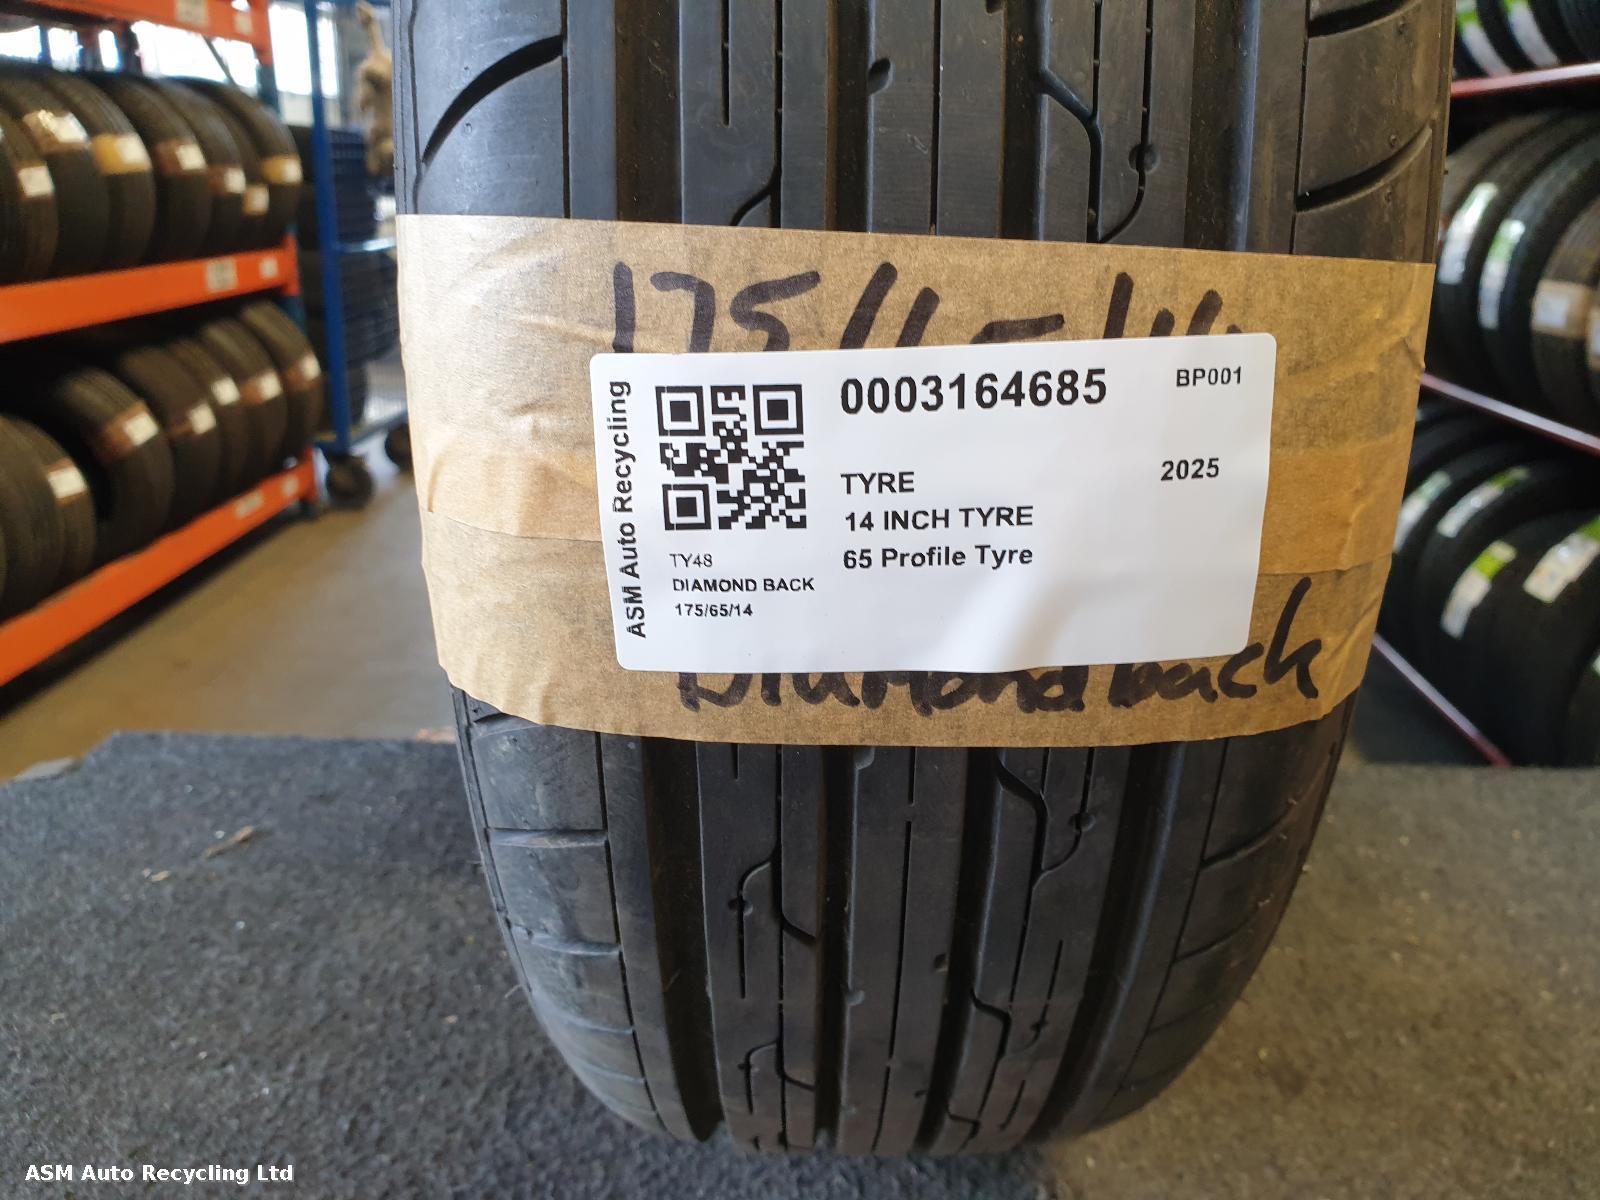 175/65/14
ASM Auto Recycling
0003164685
BP001
TYRE
2025
14 INCH TYRE
65 Profile Tyre
TY48
DIAMOND BACK
175/65/14
Diamond back
ASM Auto Recycling Ltd